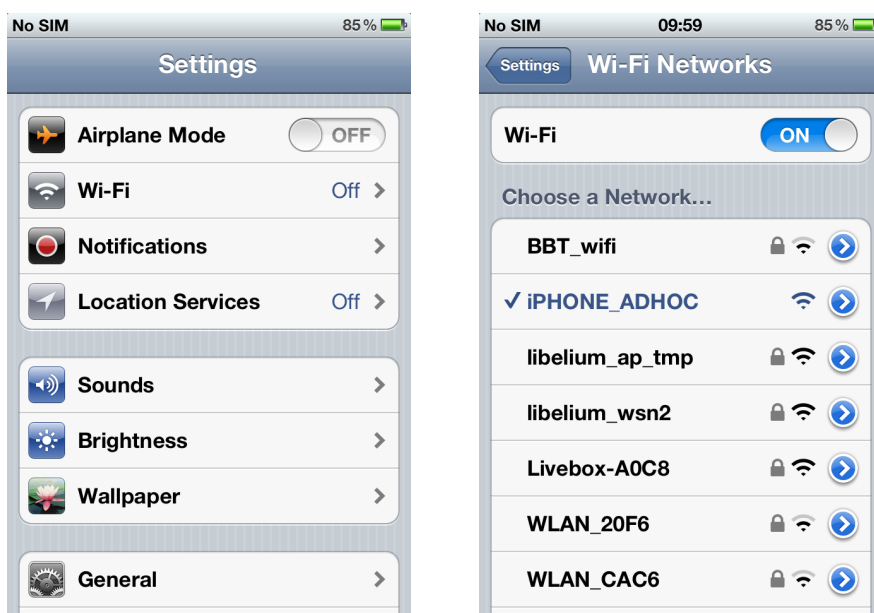 No SIM 85%
Settings
Airplane Mode OFF
Wi-Fi Off
Notifications
Location Services Off
Sounds
Brightness
Wallpaper
General
No SIM 09:59 85%
Settings Wi-Fi Networks
Wi-Fi ON
Choose a Network...
BBT_wifi
iPHONE_ADHOC
libelium_ap_tmp
libelium_wsn2
Livebox-A0C8
WLAN_20F6
WLAN_CAC6